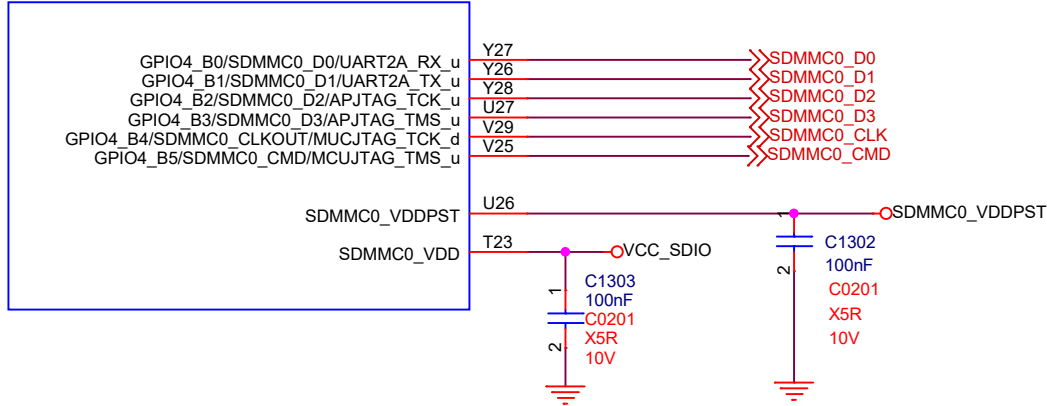 GPIO4_B0/SDMMC0_D0/UART2A_RX_u Y27 SDMMC0_D0
GPIO4_B1/SDMMC0_D1/UART2A_TX_u Y26 SDMMC0_D1
GPIO4_B2/SDMMC0_D2/APJTAG_TCK_u Y28 SDMMC0_D2
GPIO4_B3/SDMMC0_D3/APJTAG_TMS_u U27 SDMMC0_D3
GPIO4_B4/SDMMC0_CLKOUT/MUCJTAG_TCK_d V29 SDMMC0_CLK
GPIO4_B5/SDMMC0_CMD/MCUJTAG_TMS_u V25 SDMMC0_CMD
SDMMC0_VDDPST U26 SDMMC0_VDDPST
SDMMC0_VDD T23 VCC_SDIO
1
2
C1302
100nF
C0201
X5R
10V
1
2
C1303
100nF
C0201
X5R
10V